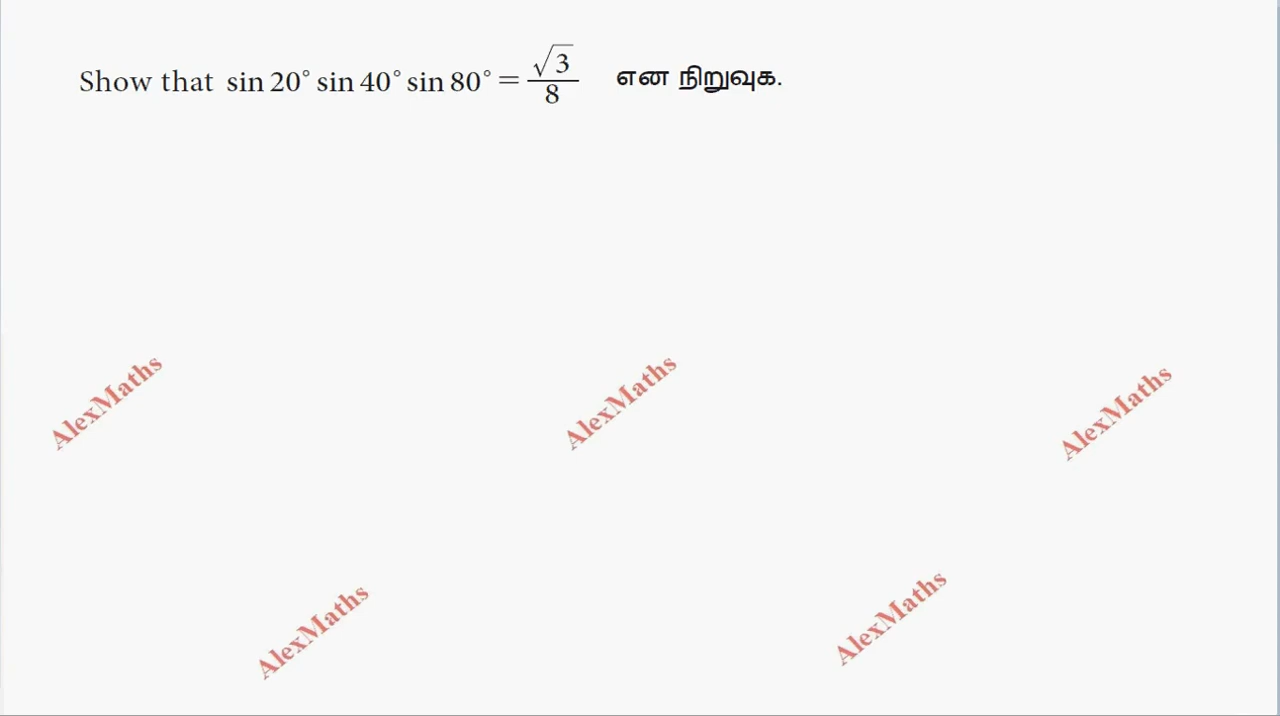 Show that sin 20° sin 40° sin 80° = √3/8 என நிறுவுக.
AlexMaths AlexMaths AlexMaths
AlexMaths AlexMaths